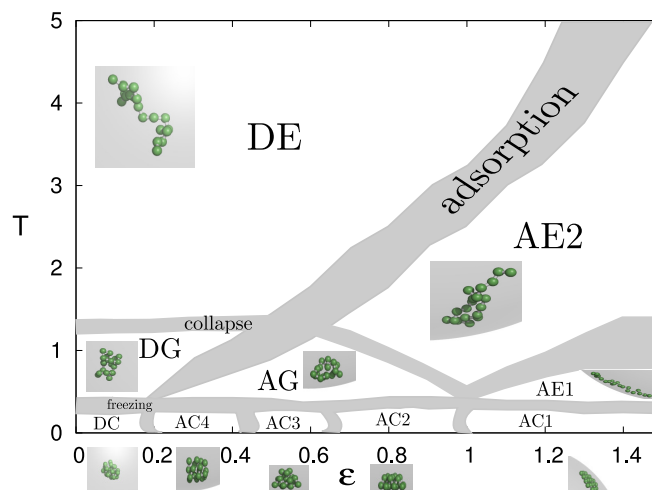 5
4
DE
adsorption
3
T
AE2
2
collapse
DG
1
AG
AE1
freezing
DC
AC4
AC3
AC2
AC1
0
0
0.2
0.4
0.6
0.8
1
1.2
1.4
ε